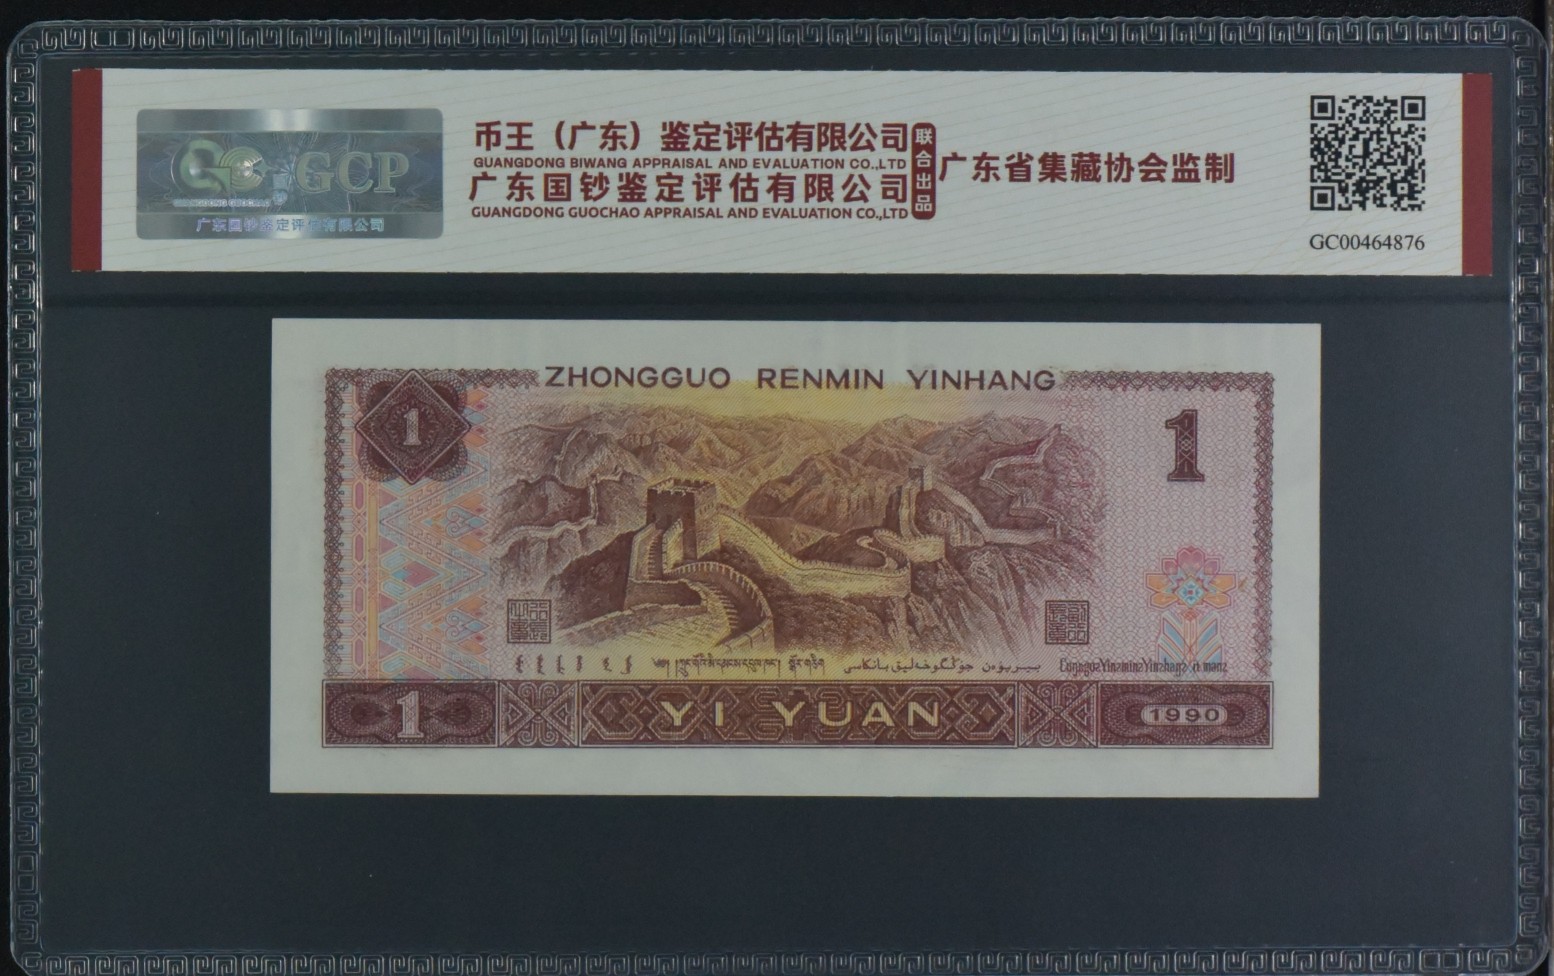 GCP
GUANGDONG GUOCHAO
广东国钞鉴定评估有限公司
币王（广东）鉴定评估有限公司
GUANGDONG BIWANG APPRAISAL AND EVALUATION CO.,LTD
广东国钞鉴定评估有限公司
GUANGDONG GUOCHAO APPRAISAL AND EVALUATION CO.,LTD
联合出品
广东省集藏协会监制
GC00464876
ZHONGGUO RENMIN YINHANG
1
1
1
YI YUAN
1990